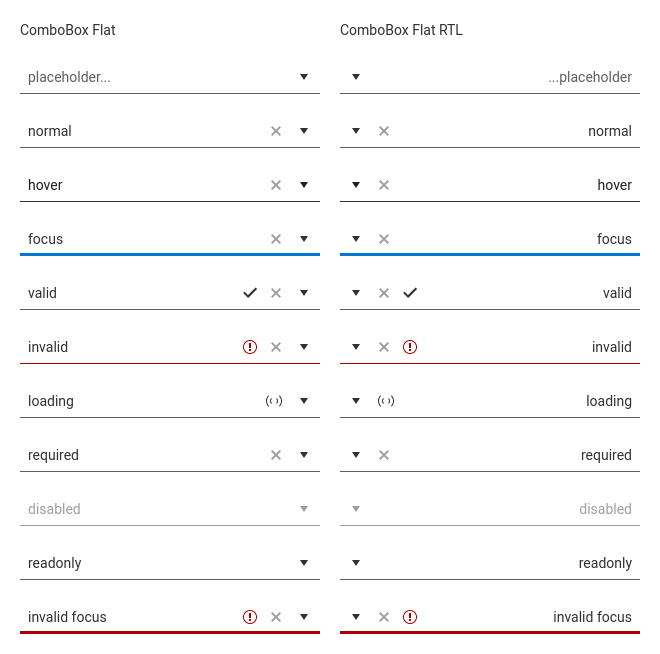 ComboBox Flat
placeholder...
normal
hover
focus
valid
invalid
loading
required
disabled
readonly
invalid focus
ComboBox Flat RTL
...placeholder
normal
hover
focus
valid
invalid
loading
required
disabled
readonly
invalid focus